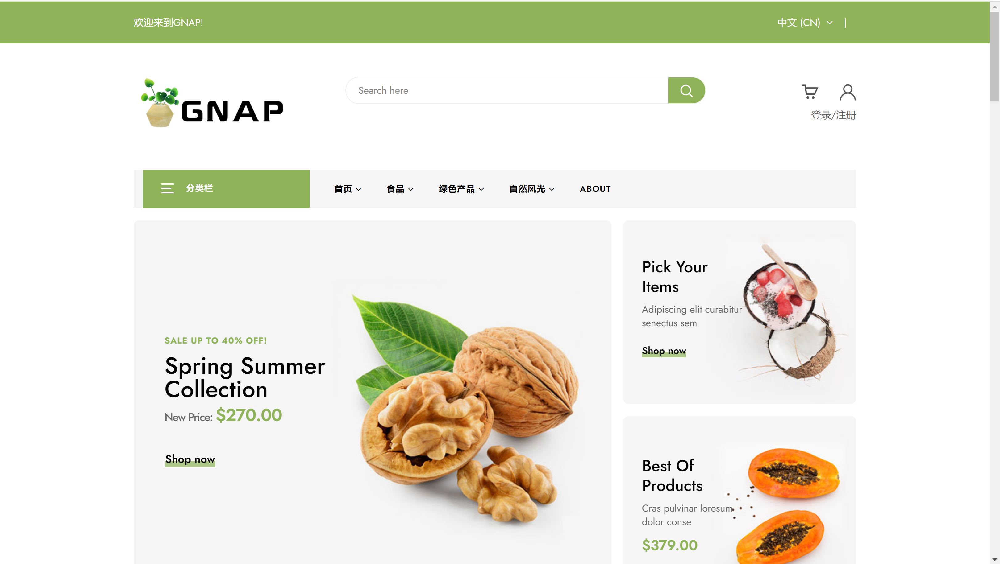 欢迎来到GNAP!
中文 (CN)
|
GNAP
Search here
登录/注册
分类栏
首页
食品
绿色产品
自然风光
ABOUT
SALE UP TO 40% OFF!
Spring Summer
Collection
New Price: $270.00
Shop now
Pick Your
Items
Adipiscing elit curabitur
senectus sem
Shop now
Best Of
Products
Cras pulvinar loresum
dolor conse
$379.00